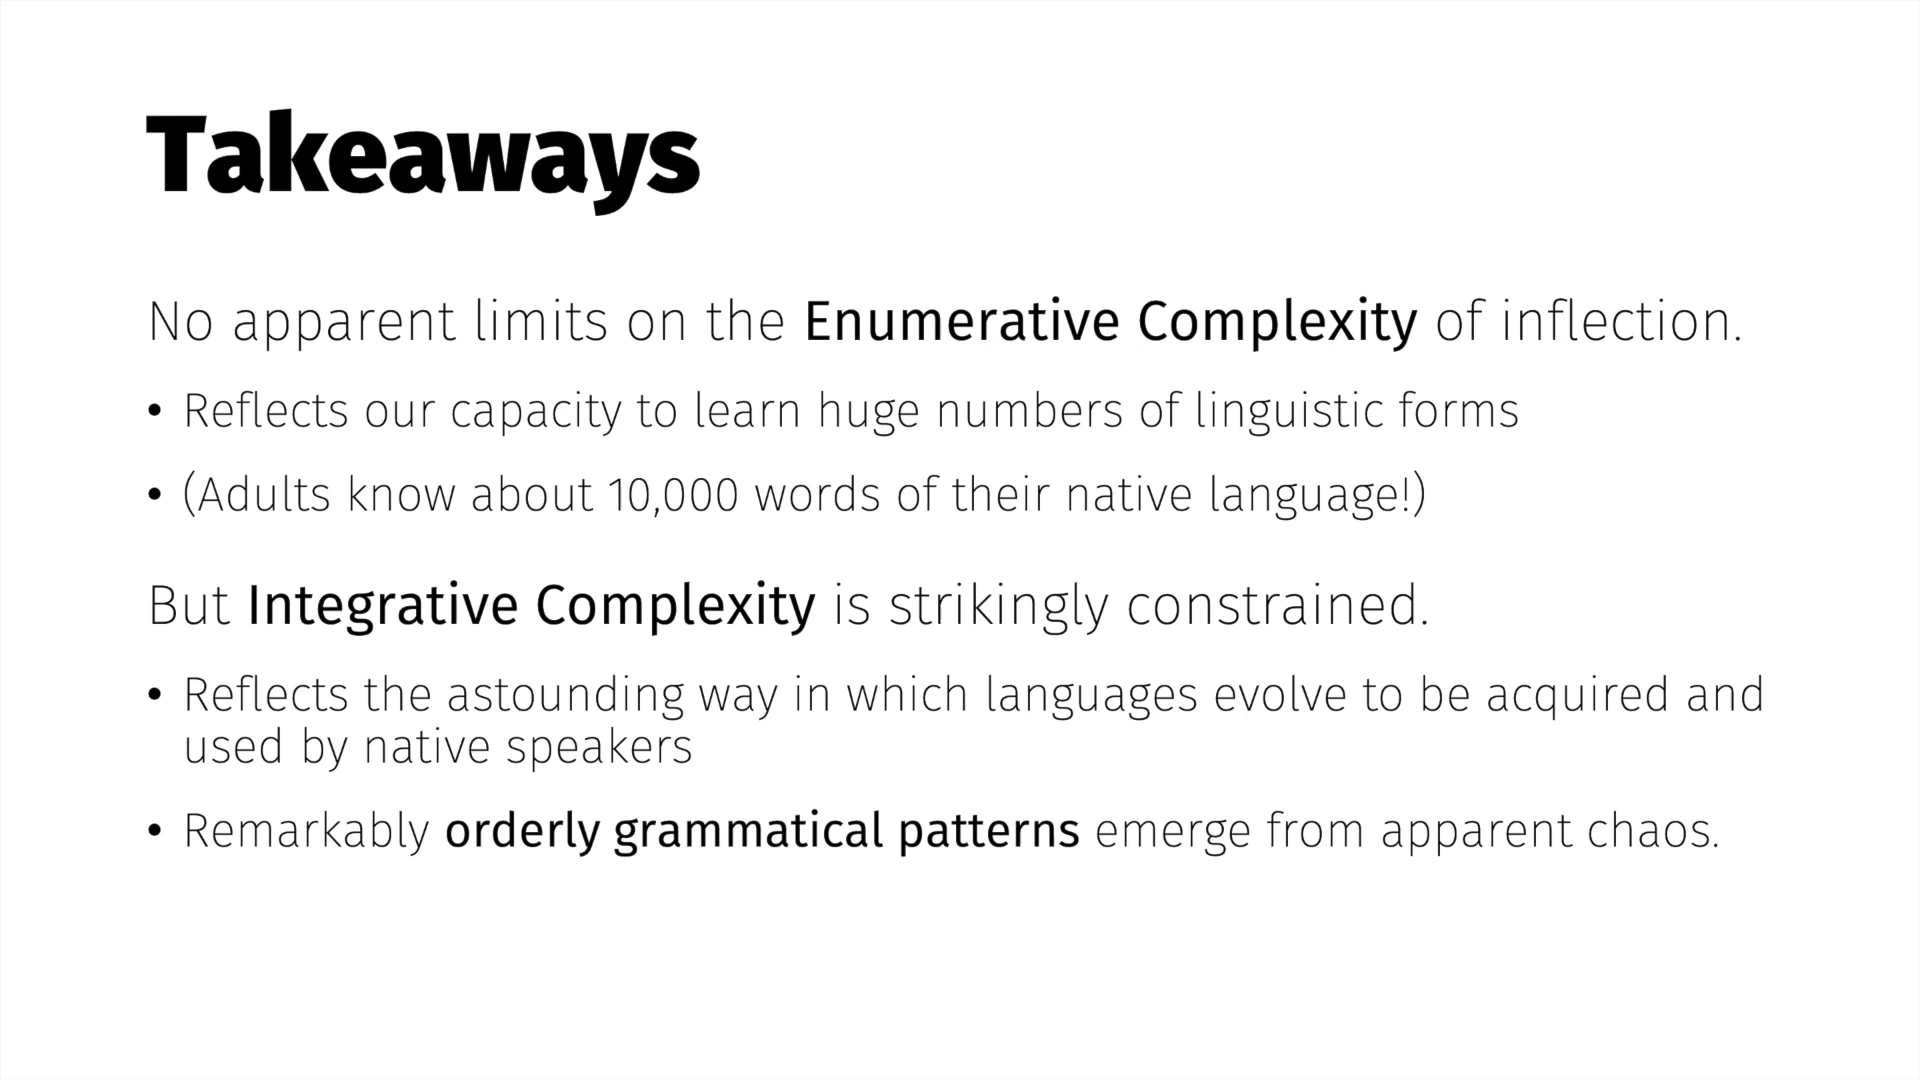 Takeaways
No apparent limits on the Enumerative Complexity of inflection.
• Reflects our capacity to learn huge numbers of linguistic forms
• (Adults know about 10,000 words of their native language!)
But Integrative Complexity is strikingly constrained.
• Reflects the astounding way in which languages evolve to be acquired and
used by native speakers
• Remarkably orderly grammatical patterns emerge from apparent chaos.